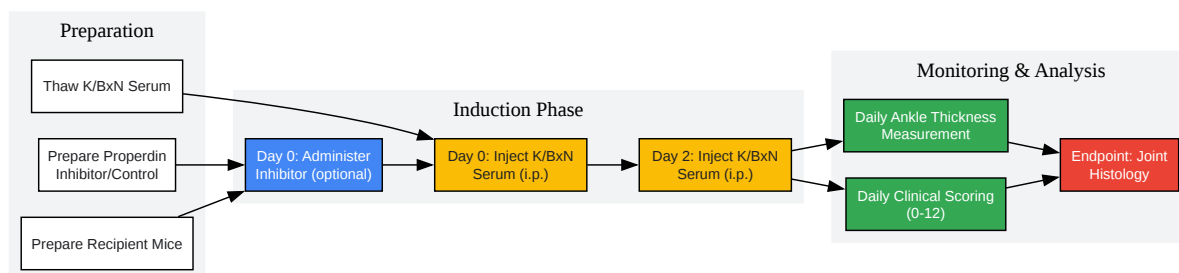 Preparation
Thaw K/BxN Serum
Prepare Properdin
Inhibitor/Control
Prepare Recipient Mice
Induction Phase
Day 0: Administer
Inhibitor (optional)
Day 0: Inject K/BxN
Serum (i.p.)
Day 2: Inject K/BxN
Serum (i.p.)
Monitoring & Analysis
Daily Ankle Thickness
Measurement
Daily Clinical Scoring
(0-12)
Endpoint: Joint
Histology